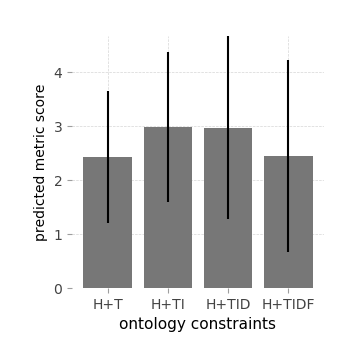 4
3
2
1
0
predicted metric score
H+T H+TI H+TID H+TIDF
ontology constraints